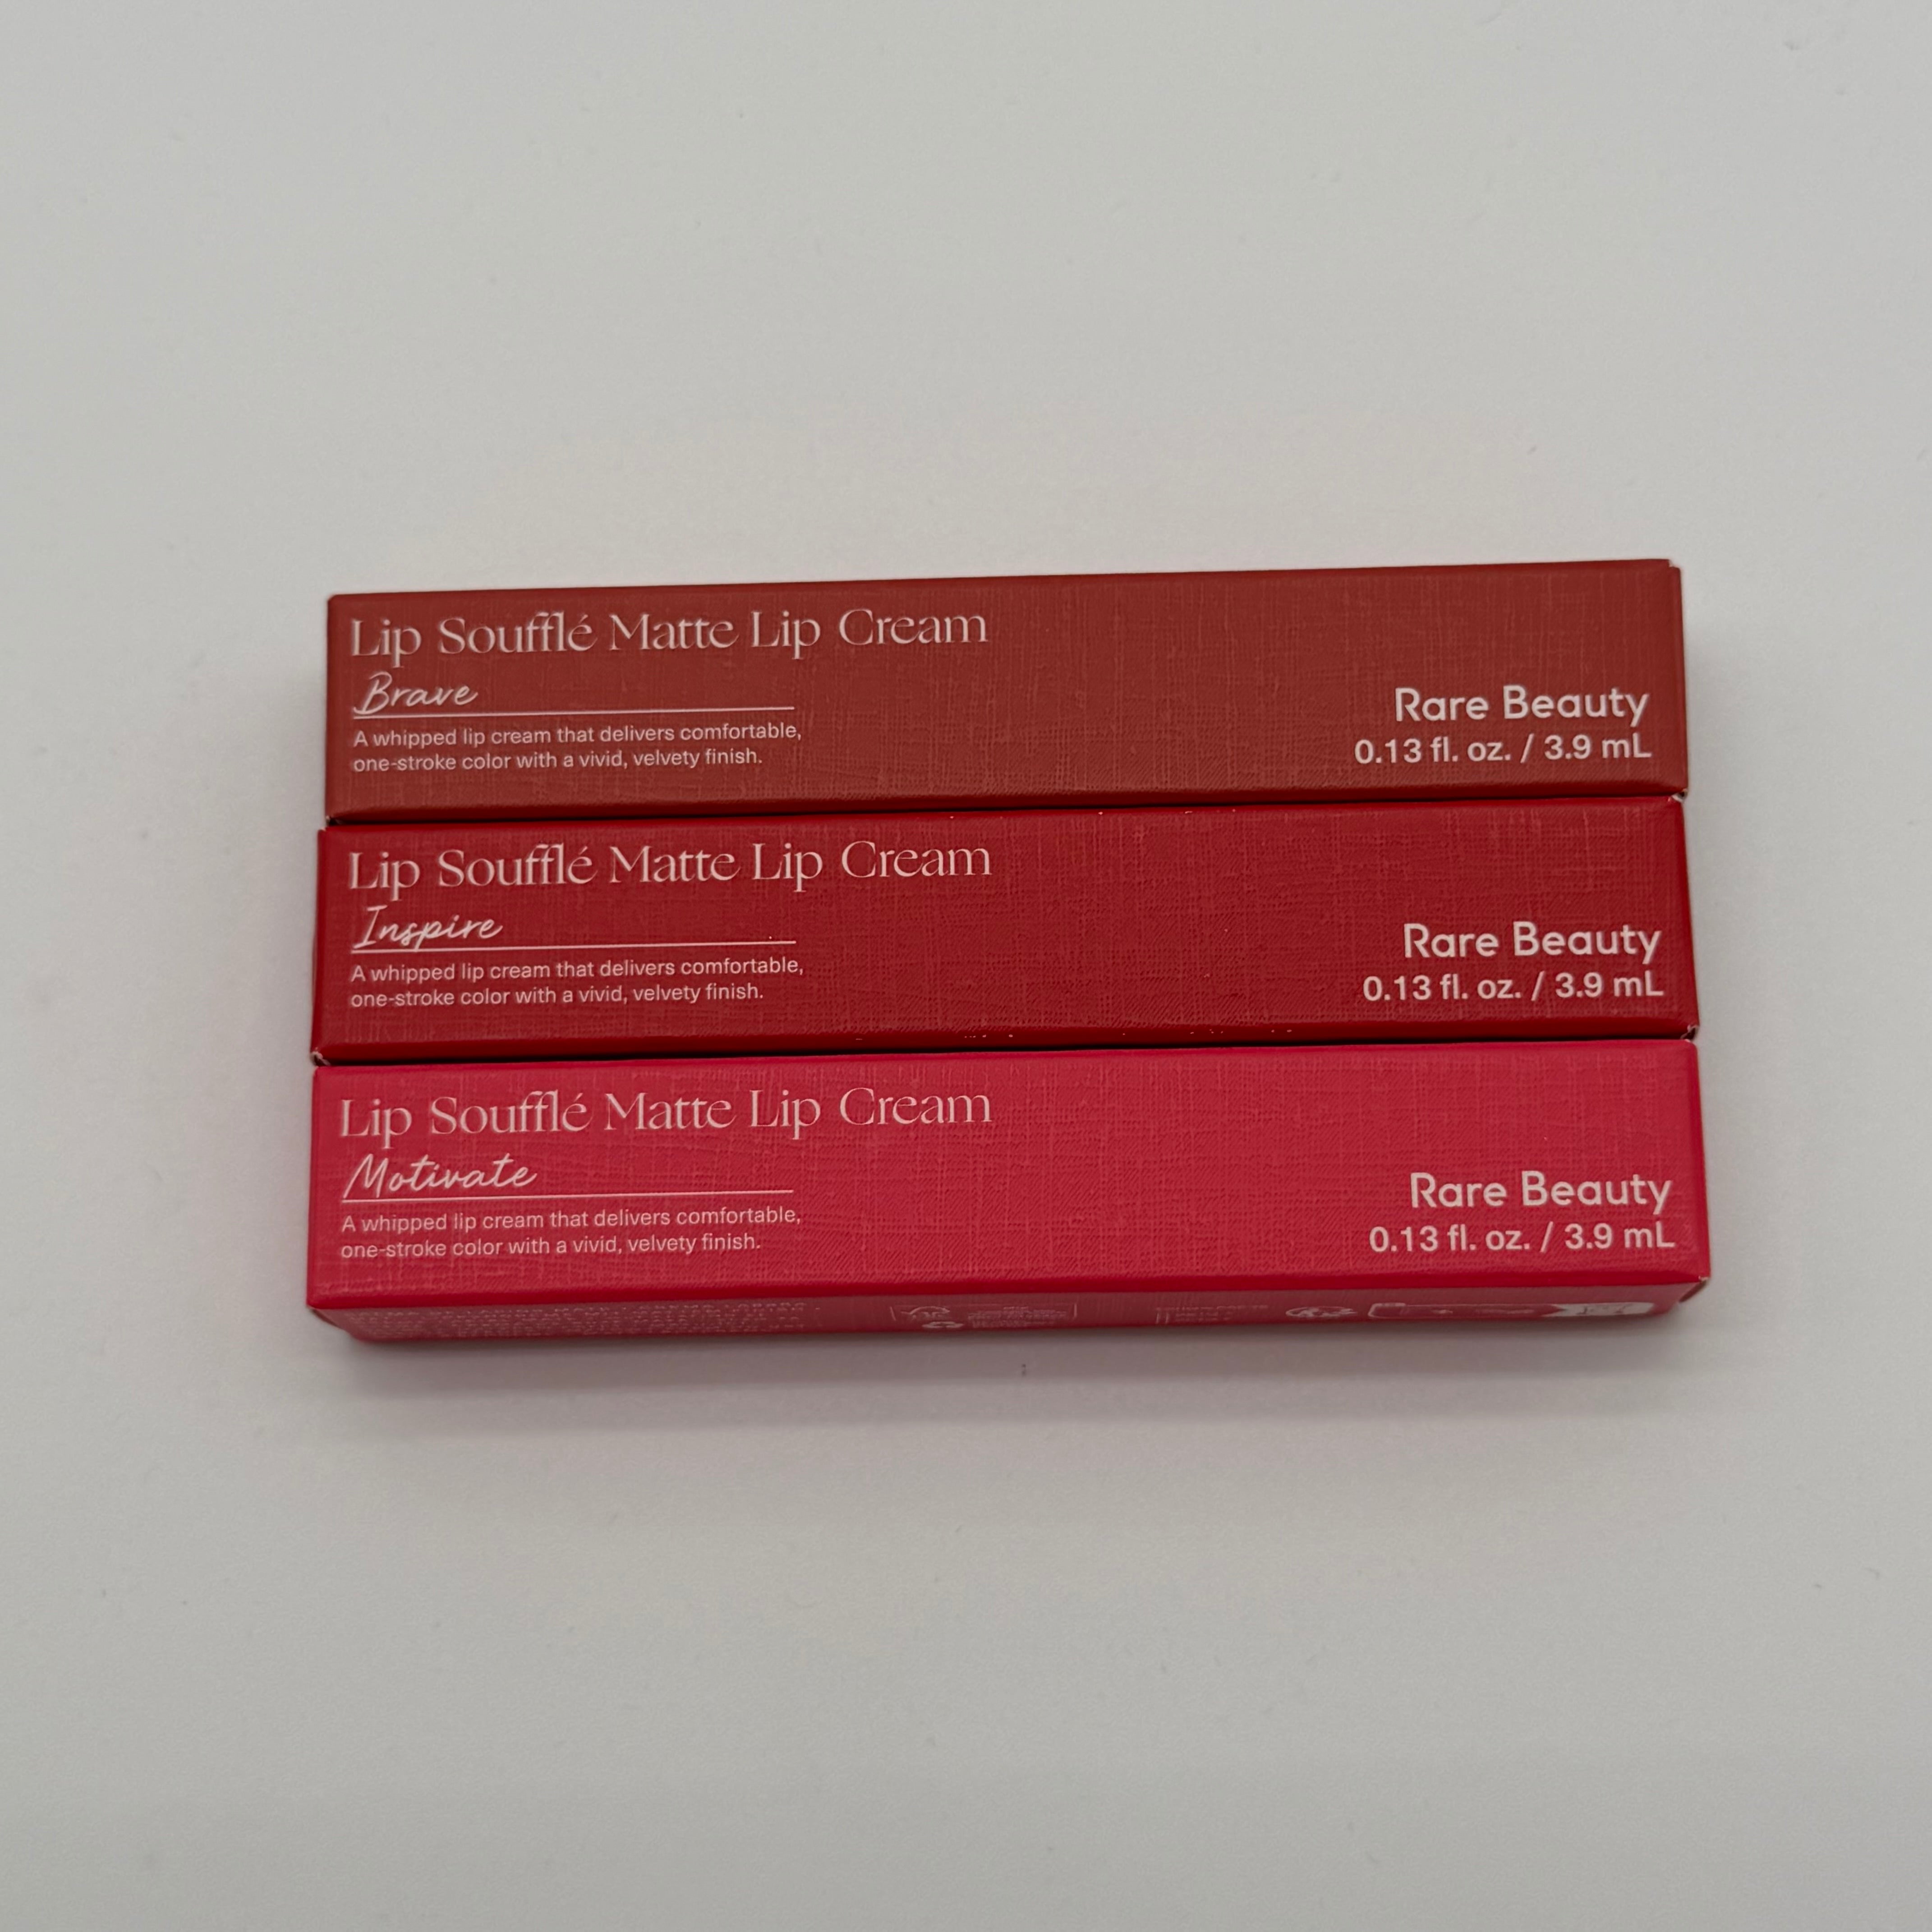 Lip Soufflé Matte Lip Cream
Brave
A whipped lip cream that delivers comfortable,
one-stroke color with a vivid, velvety finish.
Rare Beauty
0.13 fl. oz. / 3.9 mL
Lip Soufflé Matte Lip Cream
Inspire
A whipped lip cream that delivers comfortable,
one-stroke color with a vivid, velvety finish.
Rare Beauty
0.13 fl. oz. / 3.9 mL
Lip Soufflé Matte Lip Cream
Motivate
A whipped lip cream that delivers comfortable,
one-stroke color with a vivid, velvety finish.
Rare Beauty
0.13 fl. oz. / 3.9 mL